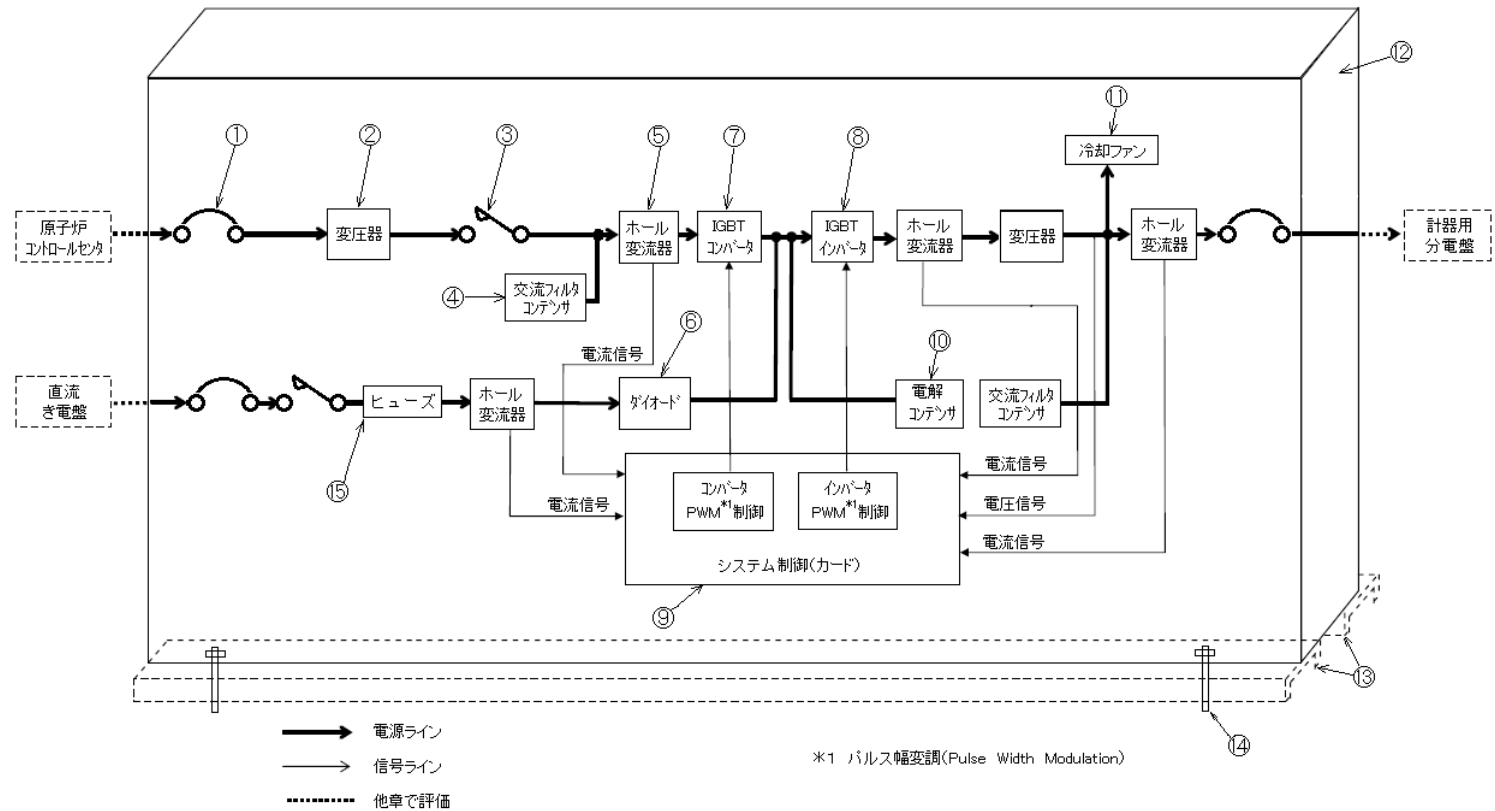 ⑫
⑪
①
②
③
⑤
⑦
⑧
冷却ファン
原子炉
コントロールセンタ
変圧器
ホール
変流器
IGBT
コンバータ
IGBT
インバータ
ホール
変流器
変圧器
ホール
変流器
計器用
分電盤
④
交流フィルタ
コンデンサ
電流信号
⑥
⑩
直流
き電盤
ヒューズ
ホール
変流器
ダイオード
電解
コンデンサ
交流フィルタ
コンデンサ
⑮
電流信号
コンバータ
PWM*1制御
インバータ
PWM*1制御
電流信号
電圧信号
電流信号
システム制御(カード)
⑨
⑬
⑭
電源ライン
信号ライン
他章で評価
*1 パルス幅変調(Pulse Width Modulation)